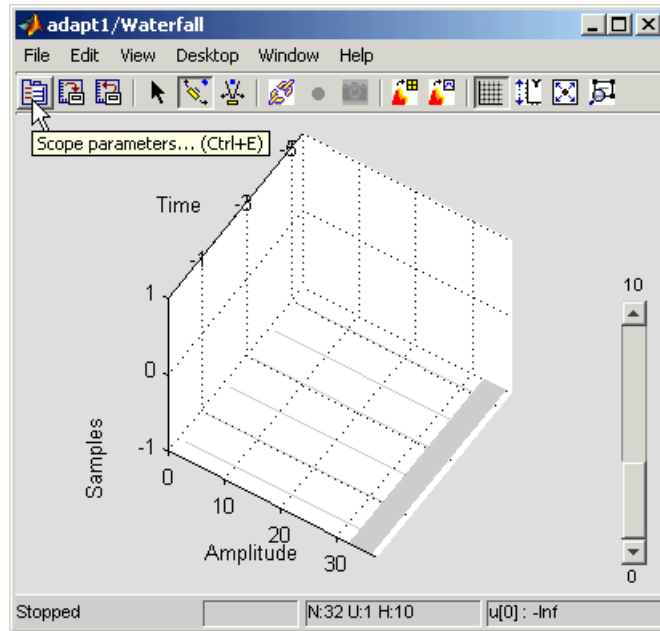 adapt1/Waterfall
File Edit View Desktop Window Help
Scope parameters... (Ctrl+E)
-5
Time
-3
-1
1
0
-1
Samples
0
10
20
30
Amplitude
10
0
Stopped
N:32 U:1 H:10
u[0] : -Inf